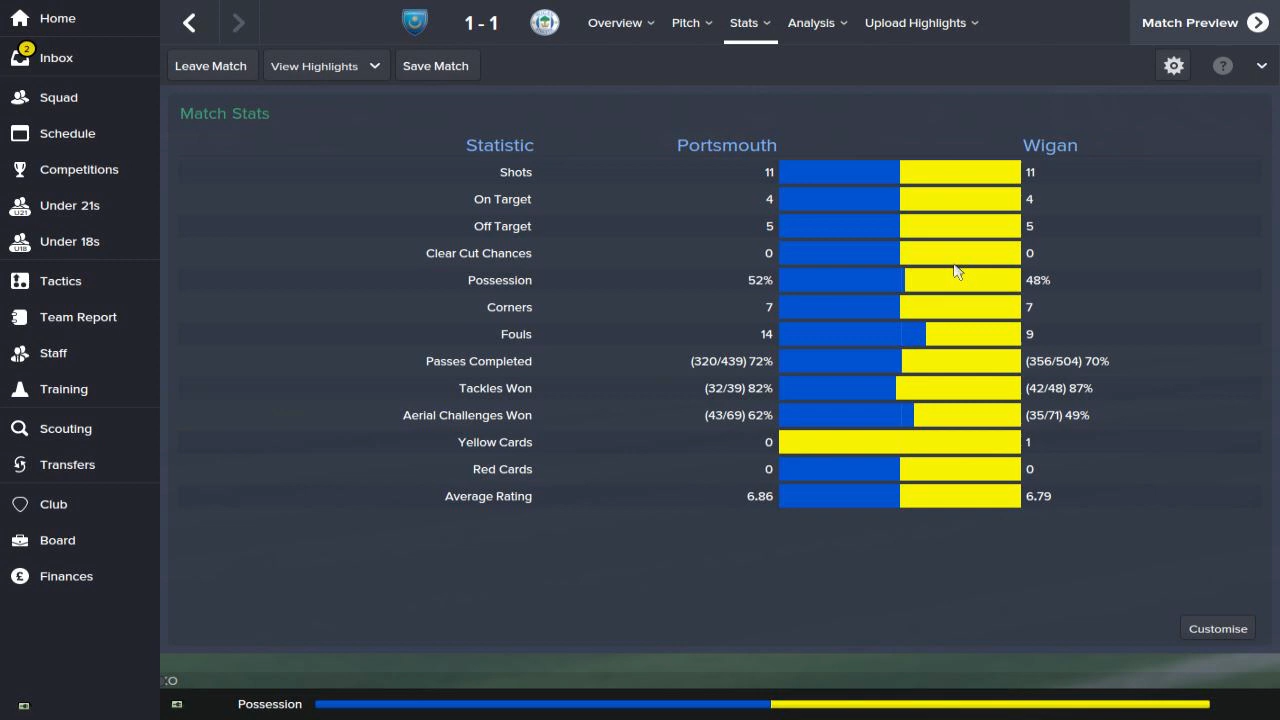 Home
2
Inbox
Squad
Schedule
Competitions
U21
Under 21s
U18
Under 18s
Tactics
Team Report
Staff
Training
Scouting
Transfers
Club
Board
£
Finances
1 - 1
Overview
Pitch
Stats
Analysis
Upload Highlights
Match Preview
Leave Match
View Highlights
Save Match
?
Match Stats
Statistic Portsmouth Wigan
Shots 11 11
On Target 4 4
Off Target 5 5
Clear Cut Chances 0 0
Possession 52% 48%
Corners 7 7
Fouls 14 9
Passes Completed (320/439) 72% (356/504) 70%
Tackles Won (32/39) 82% (42/48) 87%
Aerial Challenges Won (43/69) 62% (35/71) 49%
Yellow Cards 0 1
Red Cards 0 0
Average Rating 6.86 6.79
Customise
Possession